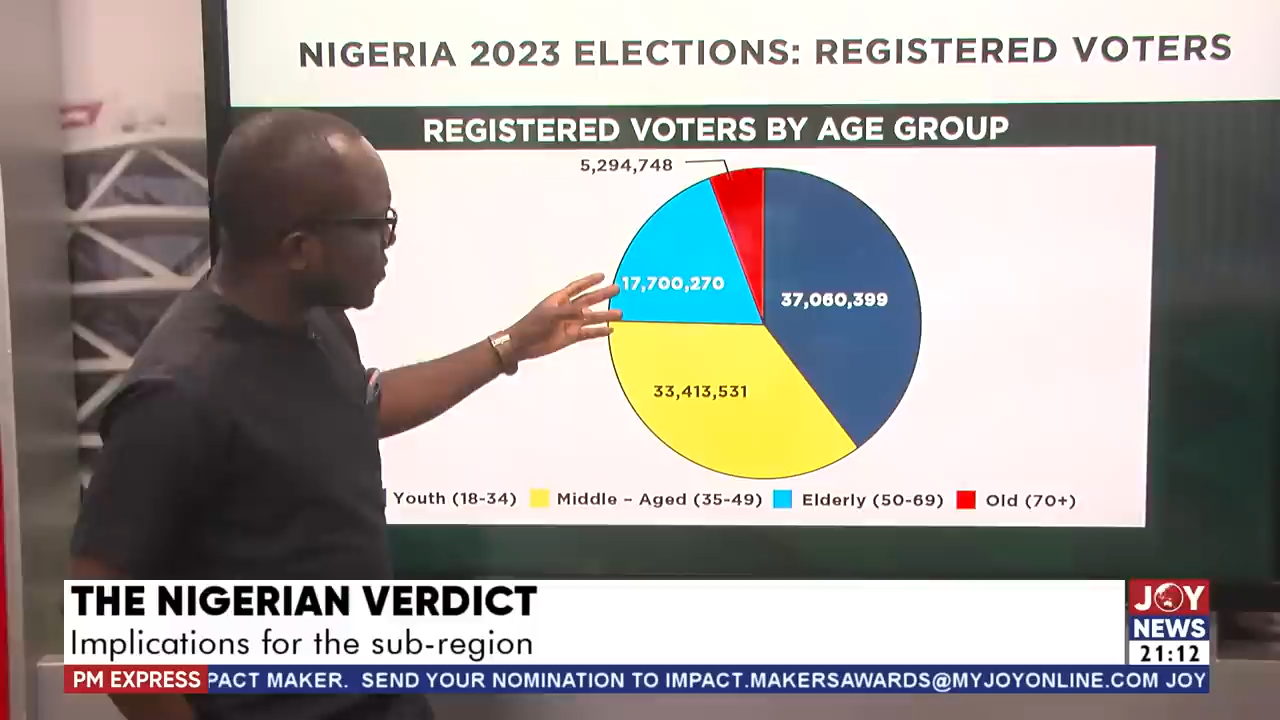 NIGERIA 2023 ELECTIONS: REGISTERED VOTERS
REGISTERED VOTERS BY AGE GROUP
5,294,748
17,700,270
37,060,399
33,413,531
Youth (18-34) Middle – Aged (35-49) Elderly (50-69) Old (70+)
THE NIGERIAN VERDICT
Implications for the sub-region
JOY
NEWS
21:12
PM EXPRESS PACT MAKER. SEND YOUR NOMINATION TO IMPACT.MAKERSAWARDS@MYJOYONLINE.COM JOY